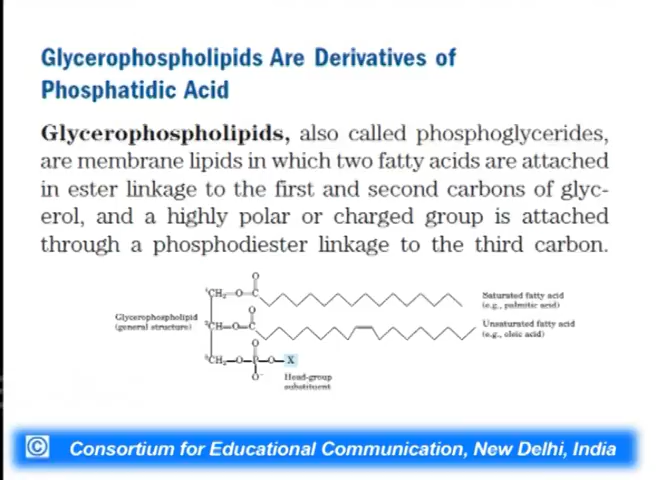 Glycerophospholipids Are Derivatives of
Phosphatidic Acid
Glycerophospholipids, also called phosphoglycerides,
are membrane lipids in which two fatty acids are attached
in ester linkage to the first and second carbons of glyc-
erol, and a highly polar or charged group is attached
through a phosphodiester linkage to the third carbon.
O
¹CH₂—O—C
Saturated fatty acid
(e.g., palmitic acid)
Glycerophospholipid
(general structure)
O
²CH—O—C
Unsaturated fatty acid
(e.g., oleic acid)
O
³CH₂—O—P—O—X
O⁻
Head-group
substituent
© Consortium for Educational Communication, New Delhi, India